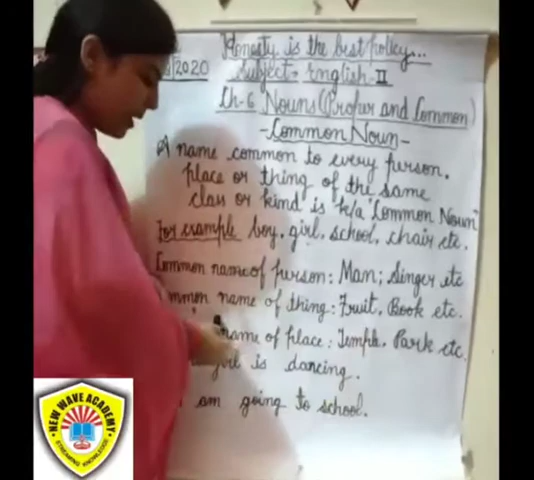 Honesty is the best policy...
/2020 Subject - English-II
Ch-6 Nouns (Proper and Common)
-Common Noun-
A name common to every person,
place or thing of the same
class or kind is k/a "Common Noun"
For example boy, girl, school, chair etc.
Common name of person: Man; Singer etc
mmon name of thing: Fruit, Book etc.
name of place: Temple, Park etc.
girl is dancing.
am going to school.
NEW WAVE ACADEMY
STREAMING KNOWLEDGE